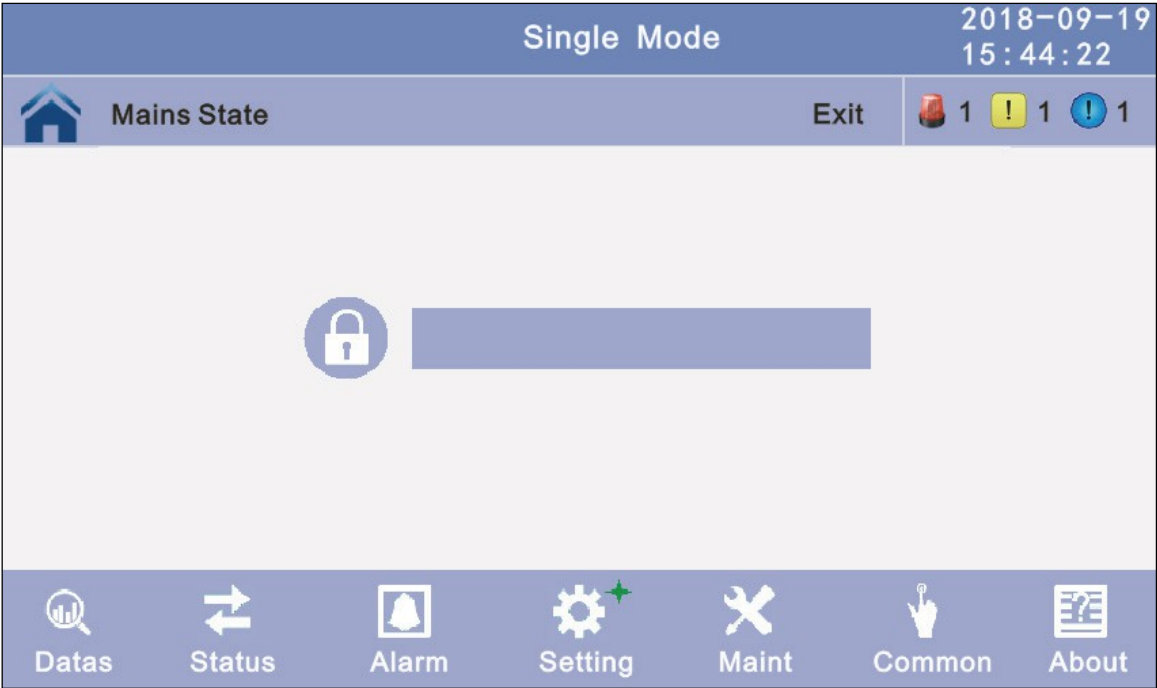 Single Mode
2018-09-19
15:44:22
Mains State
Exit
1
! 1
! 1
Datas
Status
Alarm
Setting
Maint
Common
? About